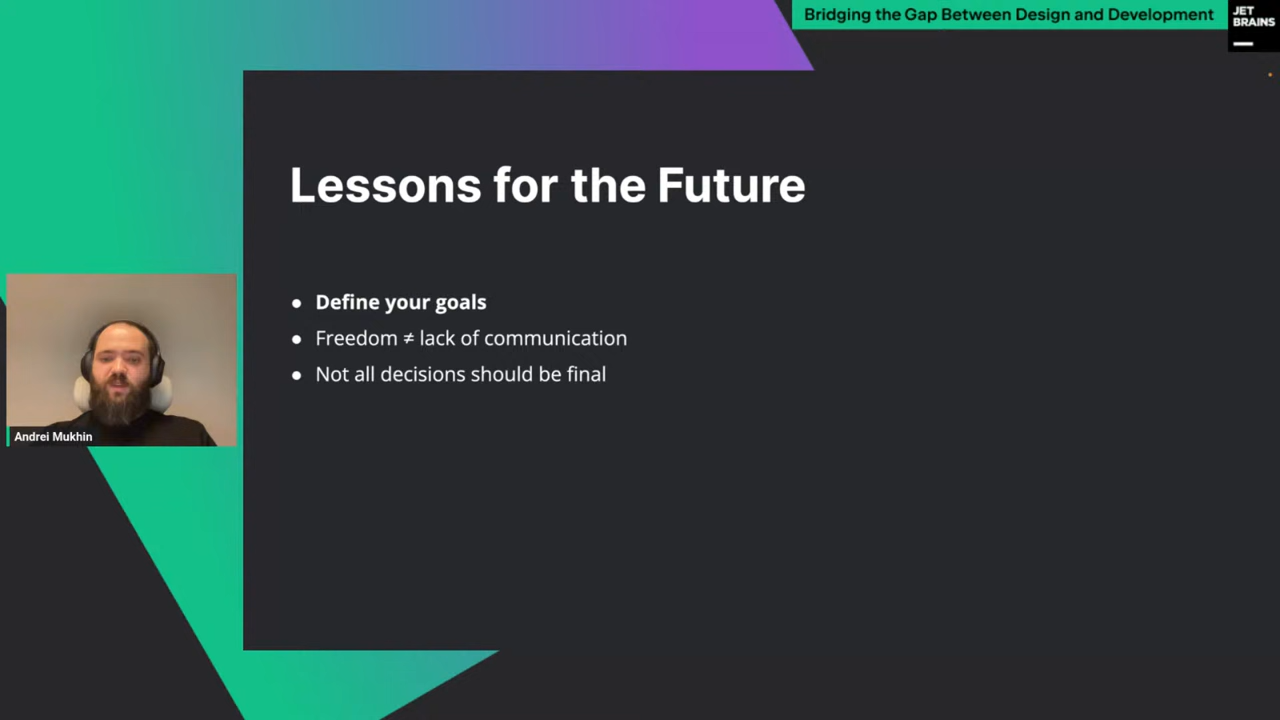 Bridging the Gap Between Design and Development
JET
BRAINS
Lessons for the Future
● Define your goals
● Freedom ≠ lack of communication
● Not all decisions should be final
Andrei Mukhin